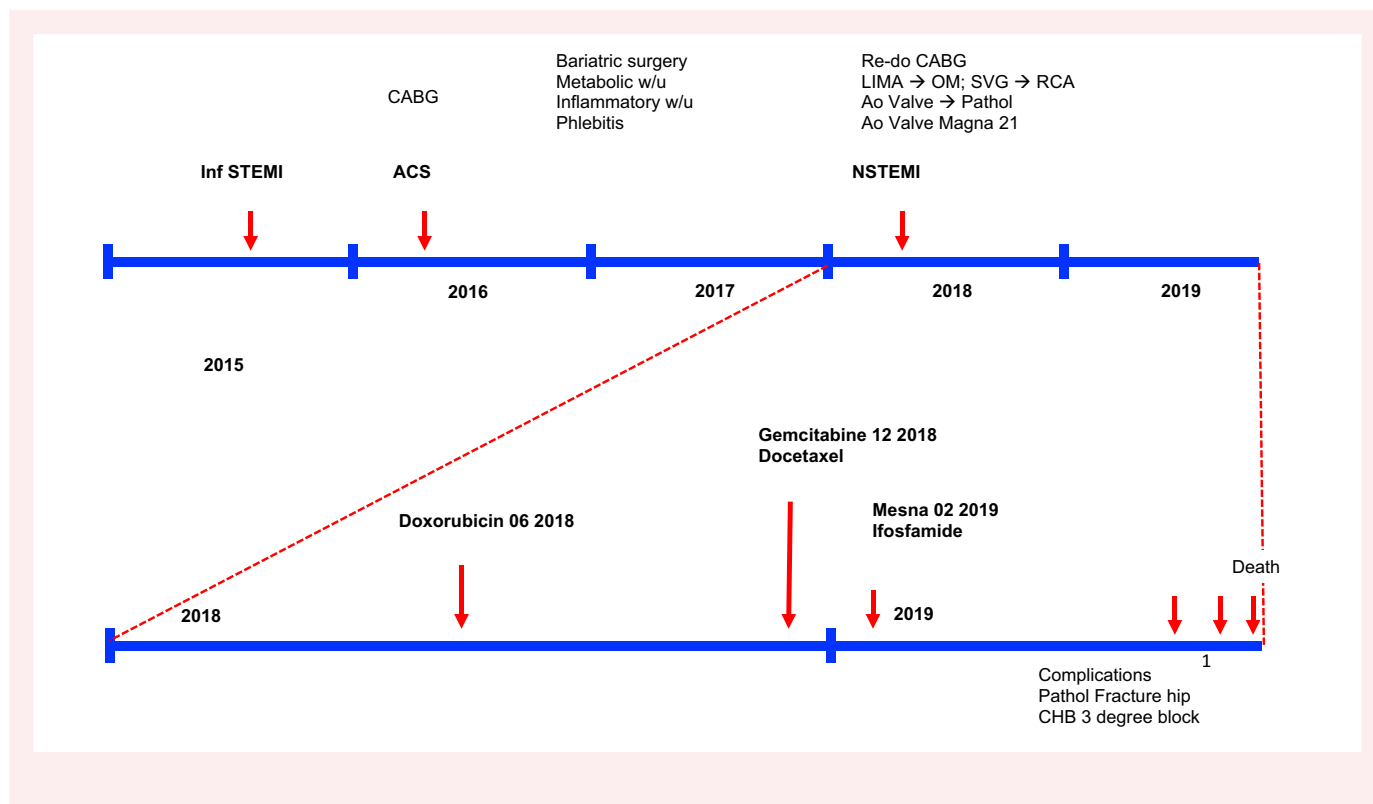 CABG
Bariatric surgery
Metabolic w/u
Inflammatory w/u
Phlebitis
Re-do CABG
LIMA → OM; SVG → RCA
Ao Valve → Pathol
Ao Valve Magna 21
Inf STEMI
ACS
NSTEMI
2016
2017
2018
2019
2015
Gemcitabine 12 2018
Docetaxel
Doxorubicin 06 2018
Mesna 02 2019
Ifosfamide
Death
2018
2019
1
Complications
Pathol Fracture hip
CHB 3 degree block